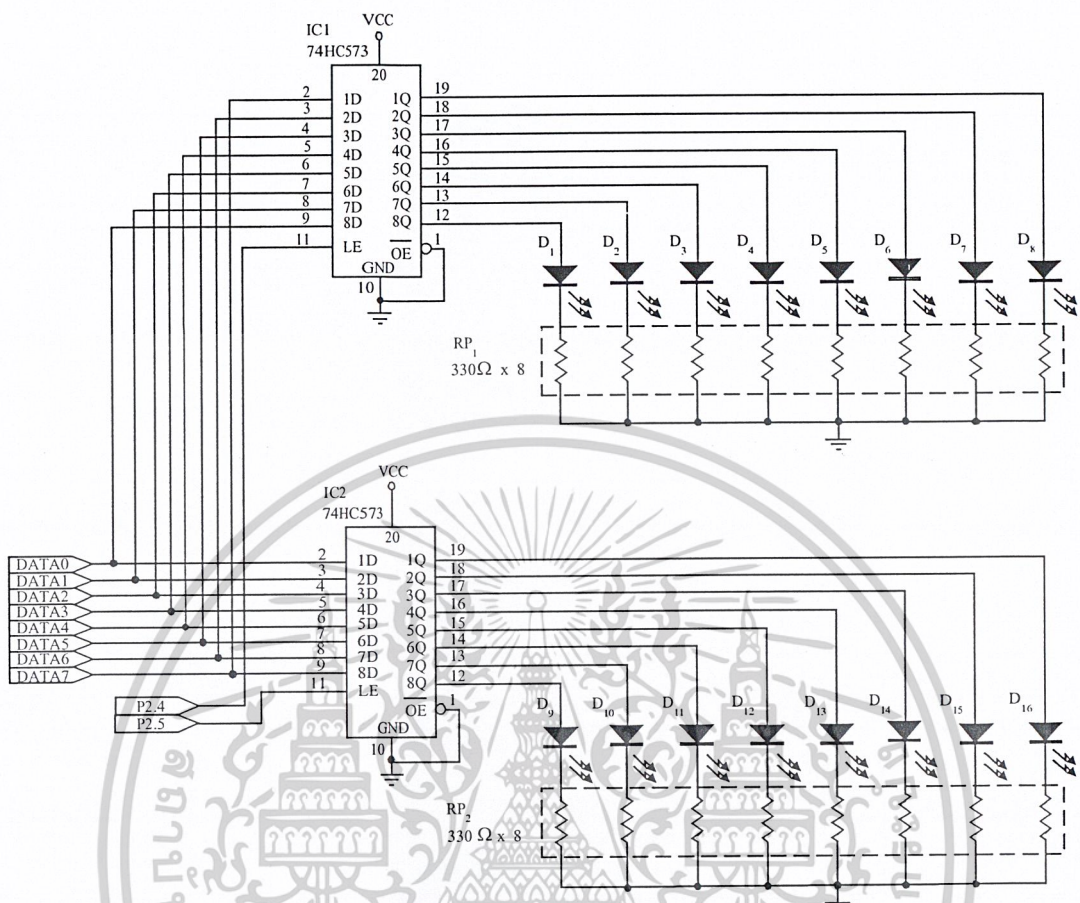 VCC
IC1
74HC573
20
2 1D 1Q 19
3 2D 2Q 18
4 3D 3Q 17
5 4D 4Q 16
6 5D 5Q 15
7 6D 6Q 14
8 7D 7Q 13
9 8D 8Q 12
11 LE OE 1
GND
10
D1 D2 D3 D4 D5 D6 D7 D8
RP1
330Ω x 8
VCC
IC2
74HC573
20
DATA0 2 1D 1Q 19
DATA1 3 2D 2Q 18
DATA2 4 3D 3Q 17
DATA3 5 4D 4Q 16
DATA4 6 5D 5Q 15
DATA5 7 6D 6Q 14
DATA6 8 7D 7Q 13
DATA7 9 8D 8Q 12
11 LE OE 1
P2.4
P2.5
GND
10
D9 D10 D11 D12 D13 D14 D15 D16
RP2
330 Ω x 8